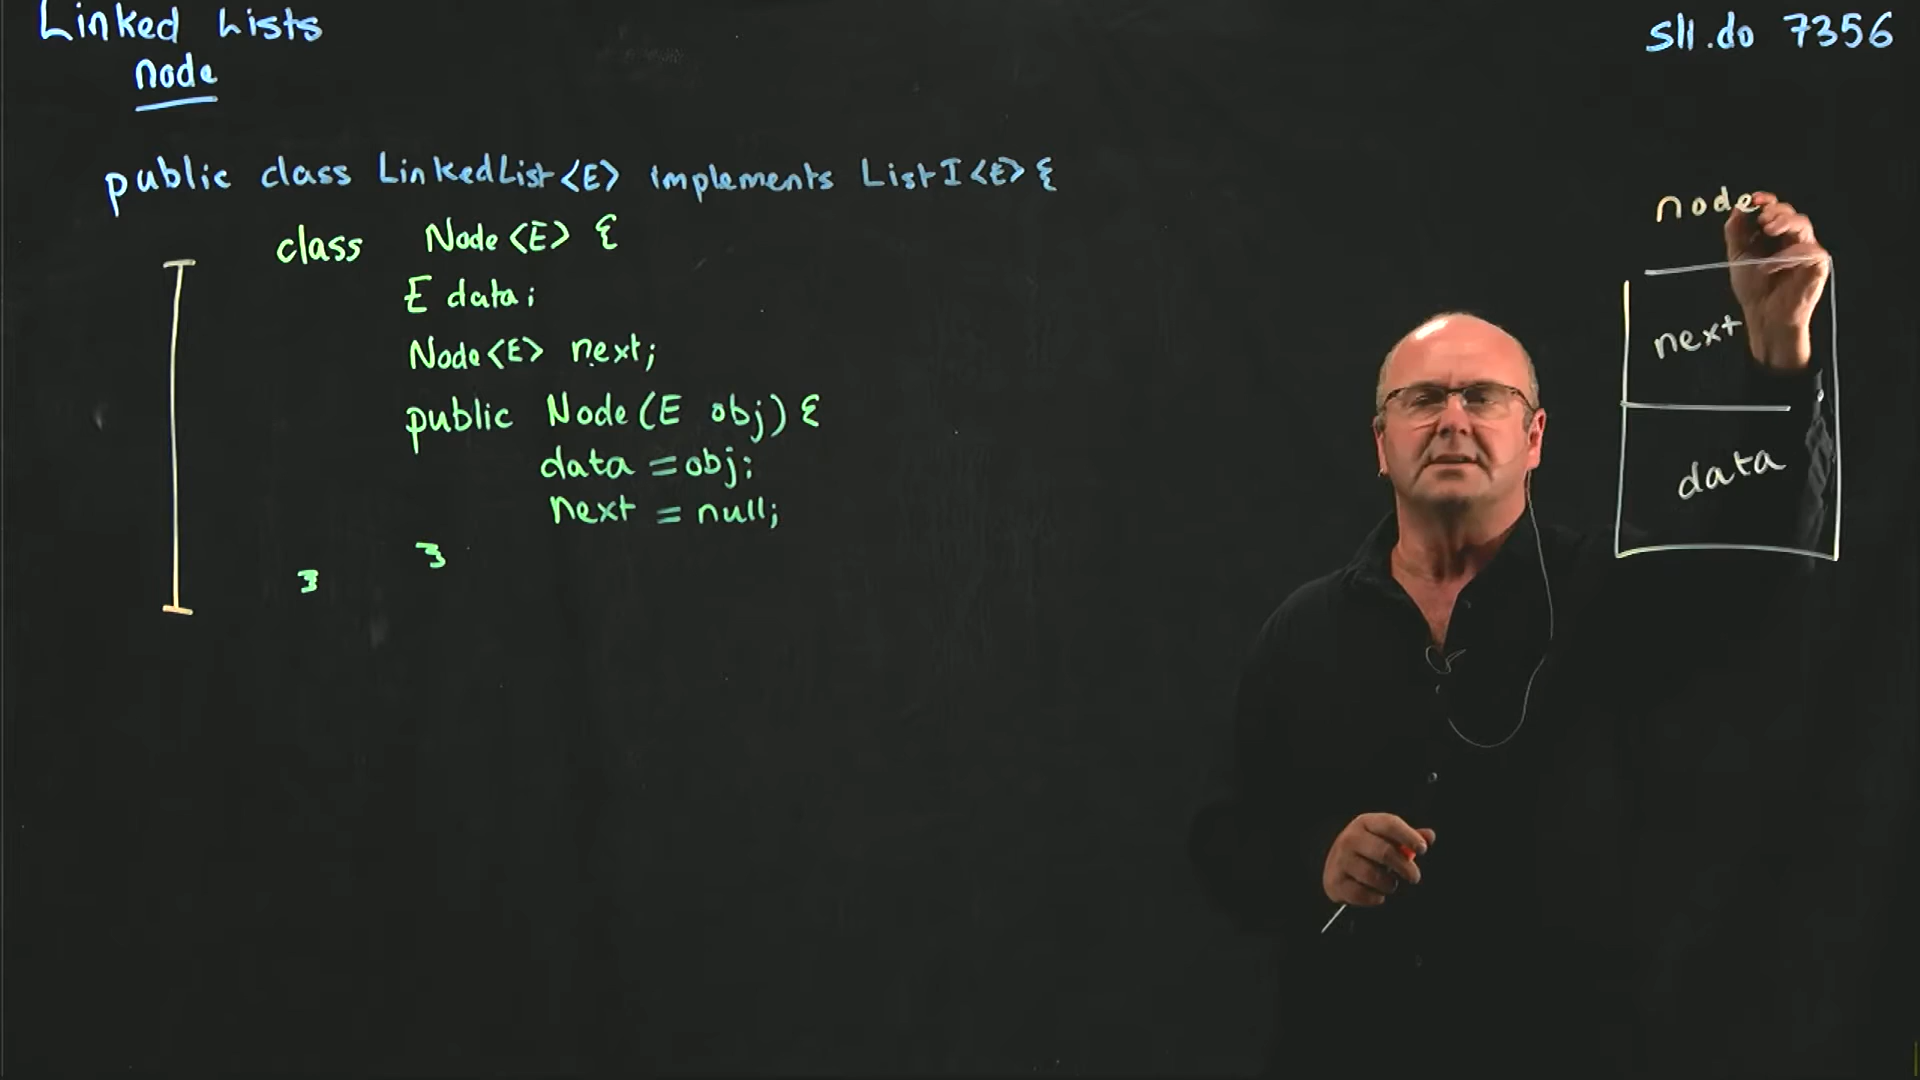 Linked Lists
node
sli.do 7356
public class LinkedList<E> implements ListI<E> {
class Node<E> {
E data;
Node<E> next;
public Node(E obj) {
data = obj;
next = null;
}
}
node
next
data